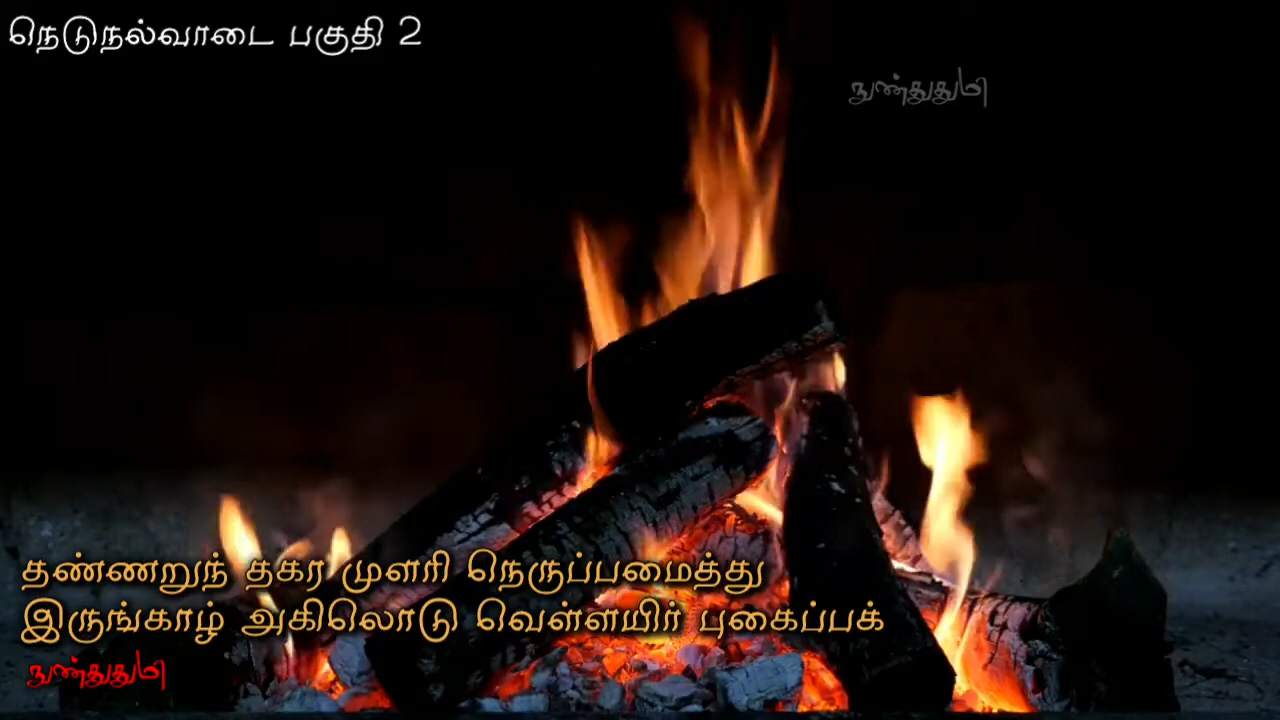 நெடுநல்வாடை பகுதி 2
நுண்துதுமி
தண்ணறுந் தகர முளரி நெருப்பமைத்து
இருங்காழ் அகிலொடு வெள்ளயிர் புகைப்பக்
நுண்துதுமி